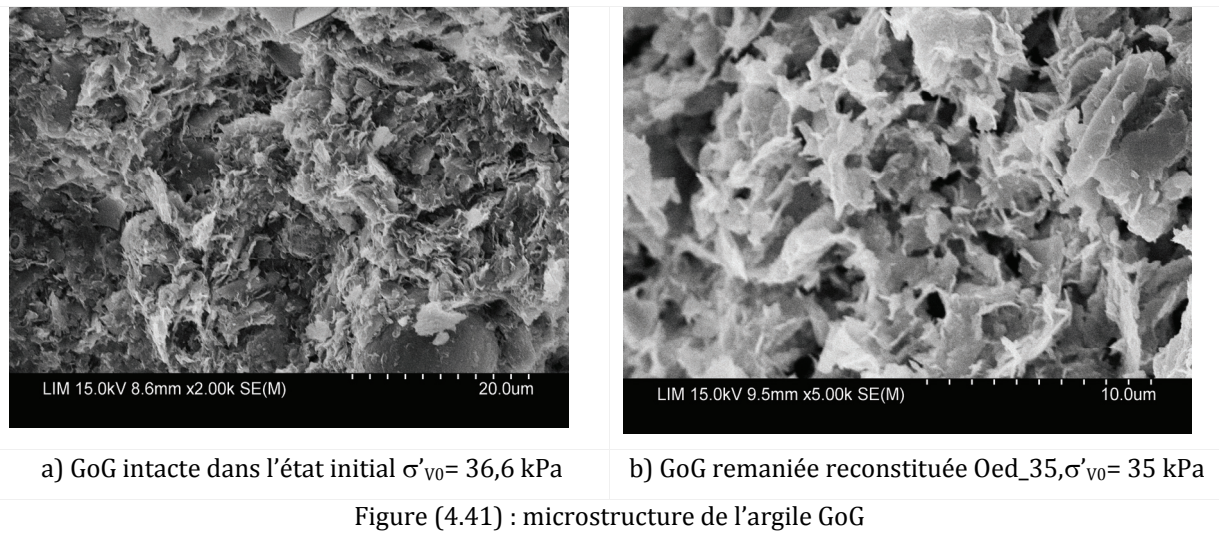 LIM 15.0kV 8.6mm x2.00k SE(M) 20.0um
LIM 15.0kV 9.5mm x5.00k SE(M) 10.0um
a) GoG intacte dans l’état initial σ’V0= 36,6 kPa
b) GoG remaniée reconstituée Oed_35,σ’V0= 35 kPa
Figure (4.41) : microstructure de l’argile GoG